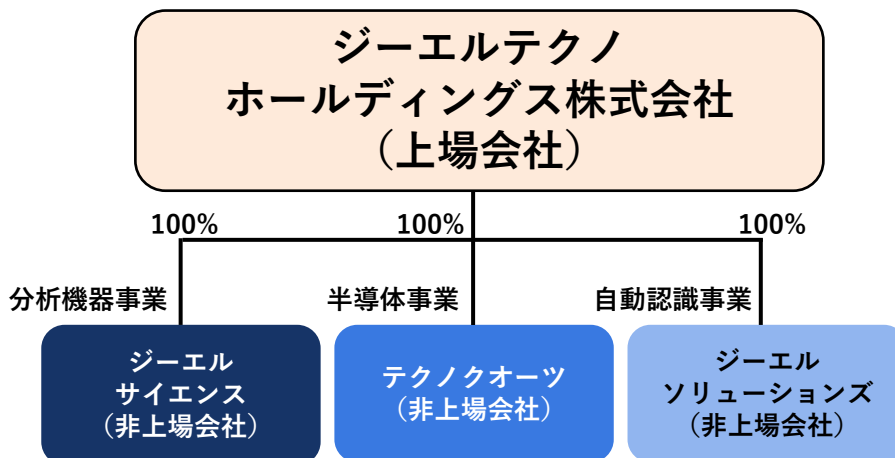 ジーエルテクノ
ホールディングス株式会社
（上場会社）
100%
100%
100%
分析機器事業
半導体事業
自動認識事業
ジーエル
サイエンス
（非上場会社）
テクノクオーツ
（非上場会社）
ジーエル
ソリューションズ
（非上場会社）